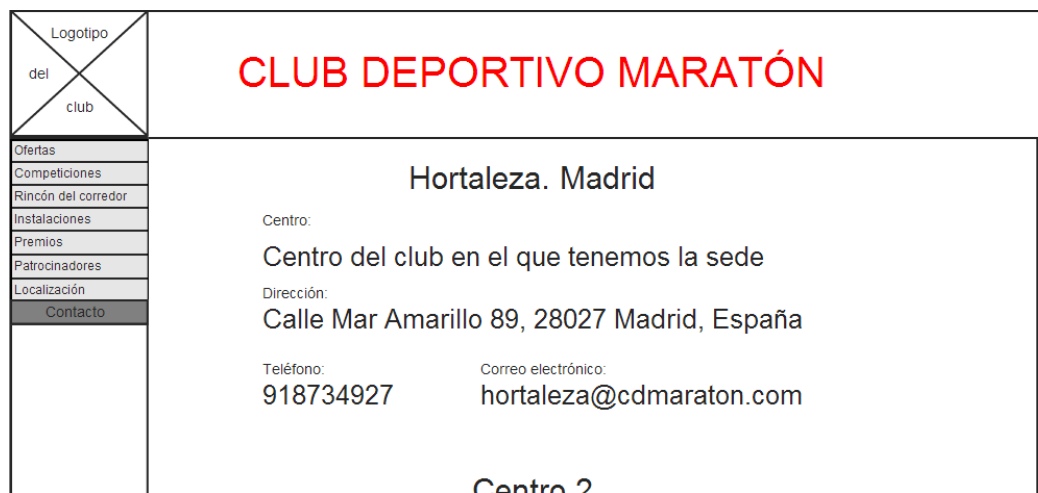 Logotipo
del
club
CLUB DEPORTIVO MARATÓN
Ofertas
Competiciones
Rincón del corredor
Instalaciones
Premios
Patrocinadores
Localización
Contacto
Hortaleza. Madrid
Centro:
Centro del club en el que tenemos la sede
Dirección:
Calle Mar Amarillo 89, 28027 Madrid, España
Teléfono:
918734927
Correo electrónico:
hortaleza@cdmaraton.com
Centro 2